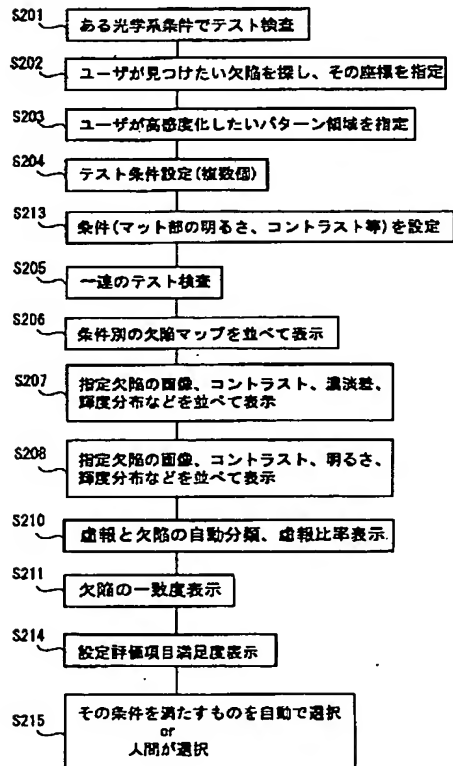 S201
ある光学系条件でテスト検査
S202
ユーザが見つけたい欠陥を探し、その座標を指定
S203
ユーザが高感度化したいパターン領域を指定
S204
テスト条件設定(複数個)
S213
条件(マット部の明るさ、コントラスト等)を設定
S205
一連のテスト検査
S206
条件別の欠陥マップを並べて表示
S207
指定欠陥の画像、コントラスト、濃淡差、
輝度分布などを並べて表示
S208
指定欠陥の画像、コントラスト、明るさ、
輝度分布などを並べて表示
S210
虚報と欠陥の自動分類、虚報比率表示
S211
欠陥の一致度表示
S214
設定評価項目満足度表示
S215
その条件を満たすものを自動で選択
or
人間が選択